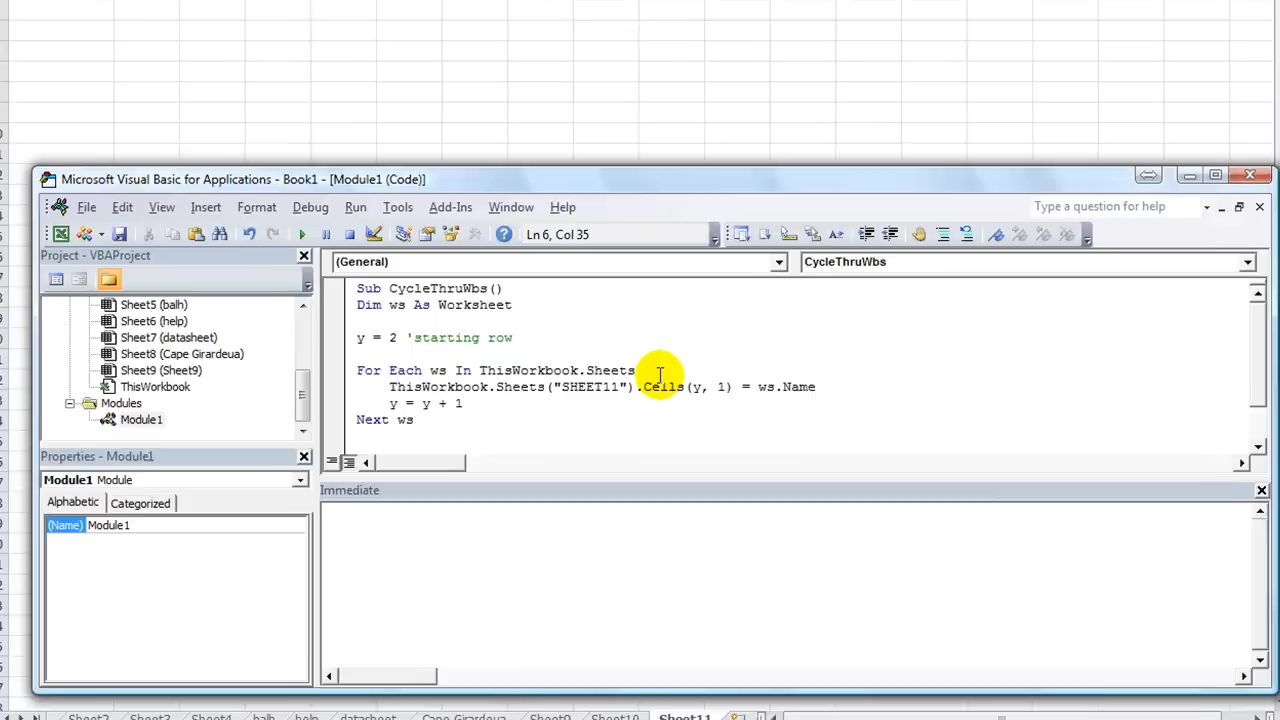 Microsoft Visual Basic for Applications - Book1 - [Module1 (Code)]
File Edit View Insert Format Debug Run Tools Add-Ins Window Help
Type a question for help
Ln 6, Col 35
Project - VBAProject
(General)
CycleThruWbs
Sheet5 (balh)
Sheet6 (help)
Sheet7 (datasheet)
Sheet8 (Cape Girardeua)
Sheet9 (Sheet9)
ThisWorkbook
Modules
Module1
Sub CycleThruWbs()
Dim ws As Worksheet
y = 2 'starting row
For Each ws In ThisWorkbook.Sheets
ThisWorkbook.Sheets("SHEET11").Cells(y, 1) = ws.Name
y = y + 1
Next ws
Properties - Module1
Module1 Module
Alphabetic Categorized
(Name) Module1
Immediate
Sheet2 Sheet3 Sheet4 balh help datasheet Cape Girardeua Sheet9 Sheet10 Sheet11